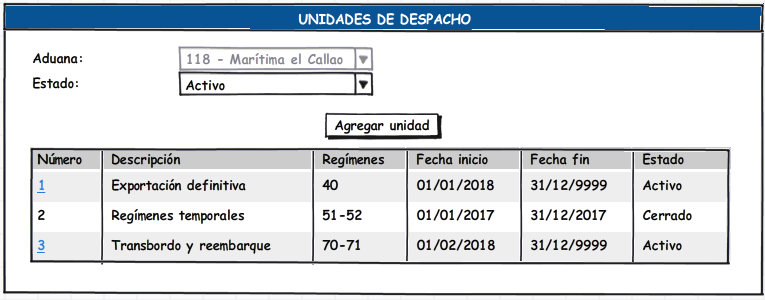 UNIDADES DE DESPACHO
Aduana: 118 - Marítima el Callao
Estado: Activo
Agregar unidad
Número Descripción Regímenes Fecha inicio Fecha fin Estado
1 Exportación definitiva 40 01/01/2018 31/12/9999 Activo
2 Regímenes temporales 51-52 01/01/2017 31/12/2017 Cerrado
3 Transbordo y reembarque 70-71 01/02/2018 31/12/9999 Activo